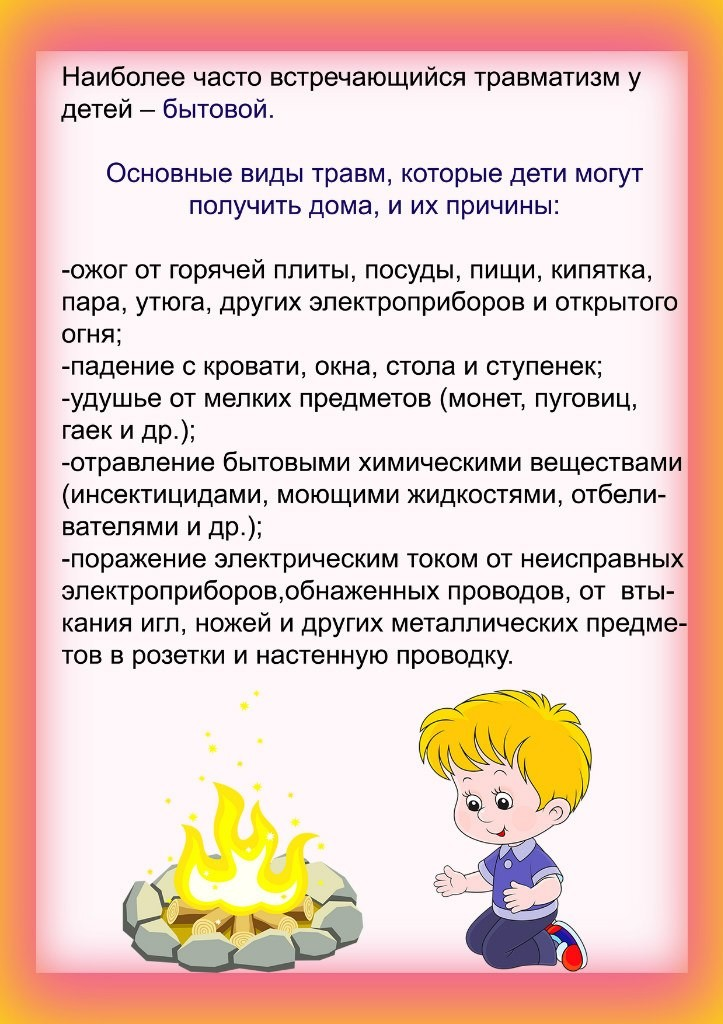 Наиболее часто встречающийся травматизм у
детей – бытовой.
Основные виды травм, которые дети могут
получить дома, и их причины:
-ожог от горячей плиты, посуды, пищи, кипятка,
пара, утюга, других электроприборов и открытого
огня;
-падение с кровати, окна, стола и ступенек;
-удушье от мелких предметов (монет, пуговиц,
гаек и др.);
-отравление бытовыми химическими веществами
(инсектицидами, моющими жидкостями, отбели-
вателями и др.);
-поражение электрическим током от неисправных
электроприборов,обнаженных проводов, от  вты-
кания игл, ножей и других металлических предме-
тов в розетки и настенную проводку.